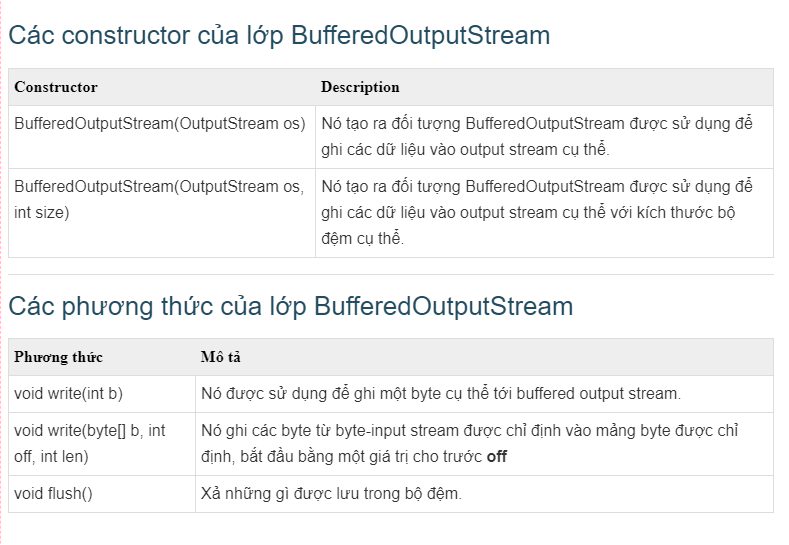 Các constructor của lớp BufferedOutputStream
Constructor Description
BufferedOutputStream(OutputStream os) Nó tạo ra đối tượng BufferedOutputStream được sử dụng để
ghi các dữ liệu vào output stream cụ thể.
BufferedOutputStream(OutputStream os, Nó tạo ra đối tượng BufferedOutputStream được sử dụng để
int size) ghi các dữ liệu vào output stream cụ thể với kích thước bộ
đệm cụ thể.
Các phương thức của lớp BufferedOutputStream
Phương thức Mô tả
void write(int b) Nó được sử dụng để ghi một byte cụ thể tới buffered output stream.
void write(byte[] b, int Nó ghi các byte từ byte-input stream được chỉ định vào mảng byte được chỉ
off, int len) định, bắt đầu bằng một giá trị cho trước off
void flush() Xả những gì được lưu trong bộ đệm.